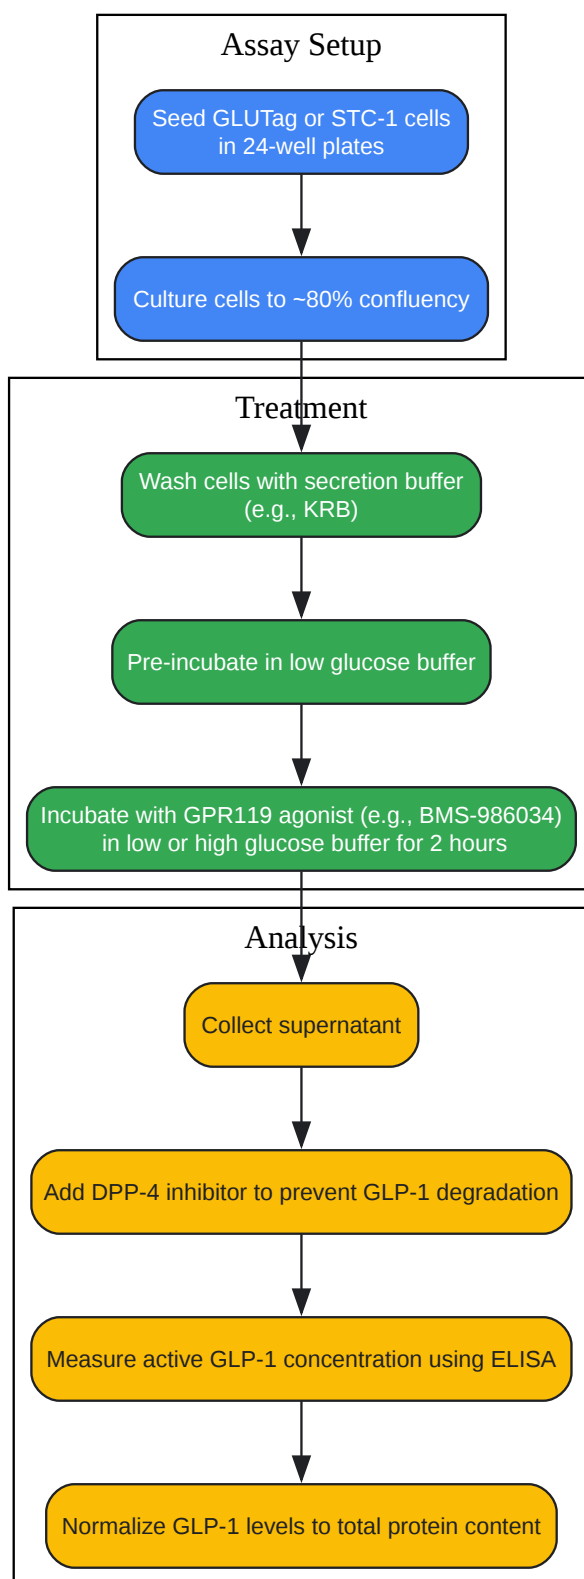 Assay Setup
Seed GLUTag or STC-1 cells
in 24-well plates
Culture cells to ~80% confluency
Treatment
Wash cells with secretion buffer
(e.g., KRB)
Pre-incubate in low glucose buffer
Incubate with GPR119 agonist (e.g., BMS-986034)
in low or high glucose buffer for 2 hours
Analysis
Collect supernatant
Add DPP-4 inhibitor to prevent GLP-1 degradation
Measure active GLP-1 concentration using ELISA
Normalize GLP-1 levels to total protein content